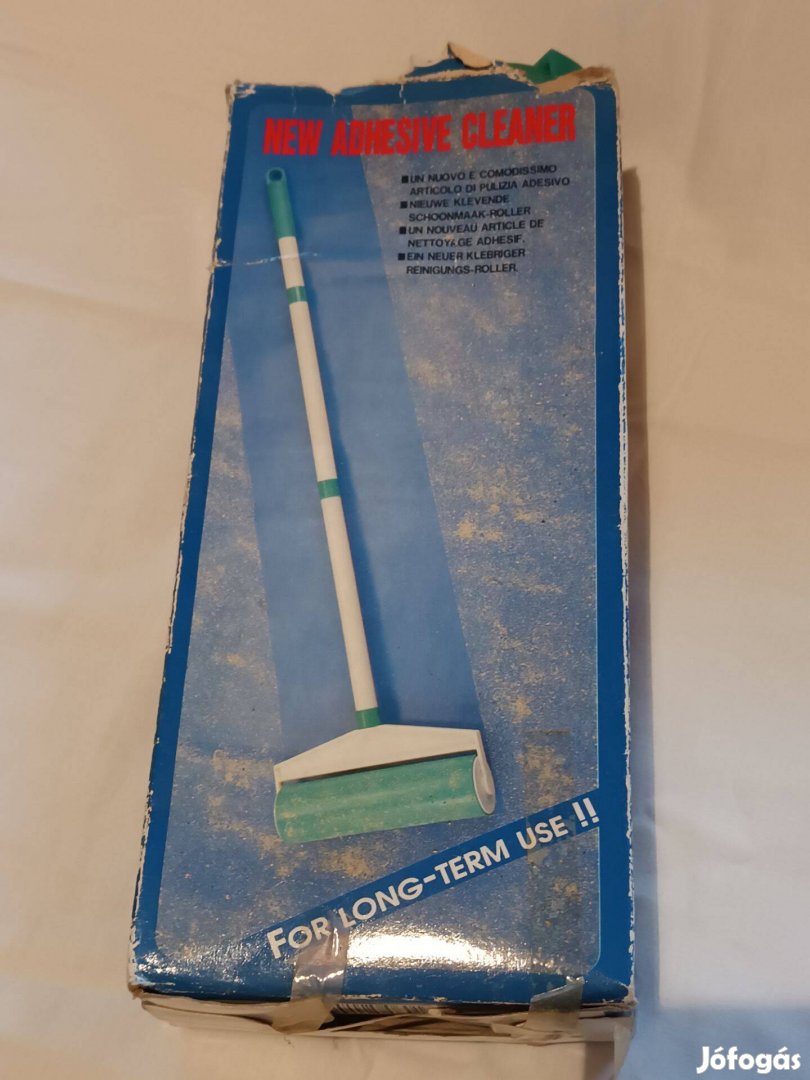 NEW ADHESIVE CLEANER
■UN NUOVO E COMODISSIMO
ARTICOLO DI PULIZIA ADESIVO
■NIEUWE KLEVENDE
SCHOONMAAK-ROLLER
■UN NOUVEAU ARTICLE DE
NETTOYAGE ADHESIF.
■EIN NEUER KLEBRIGER
REINIGUNGS-ROLLER.
FOR LONG-TERM USE !!
Jófogás